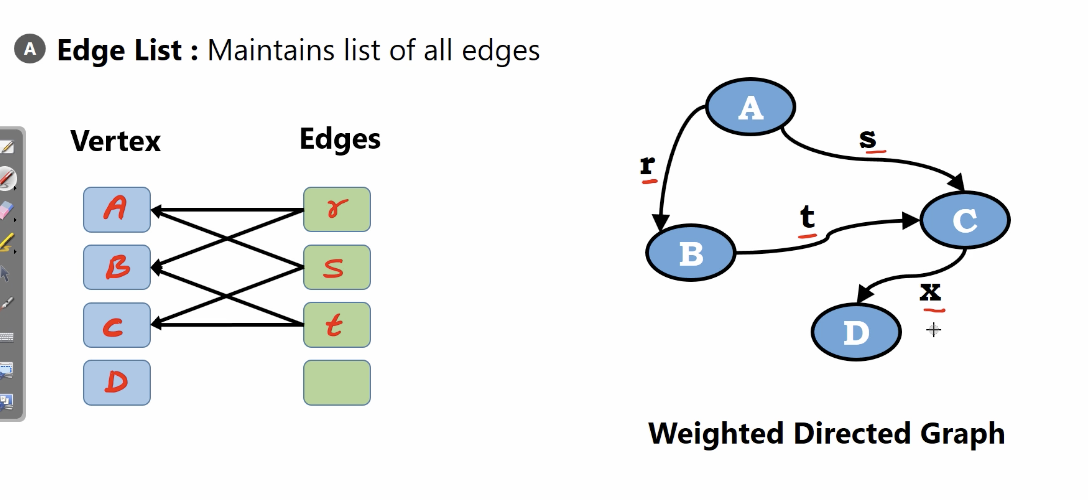 A Edge List : Maintains list of all edges
Vertex
Edges
A
r
B
s
C
t
D
A
s
r
t
C
B
x
D
Weighted Directed Graph